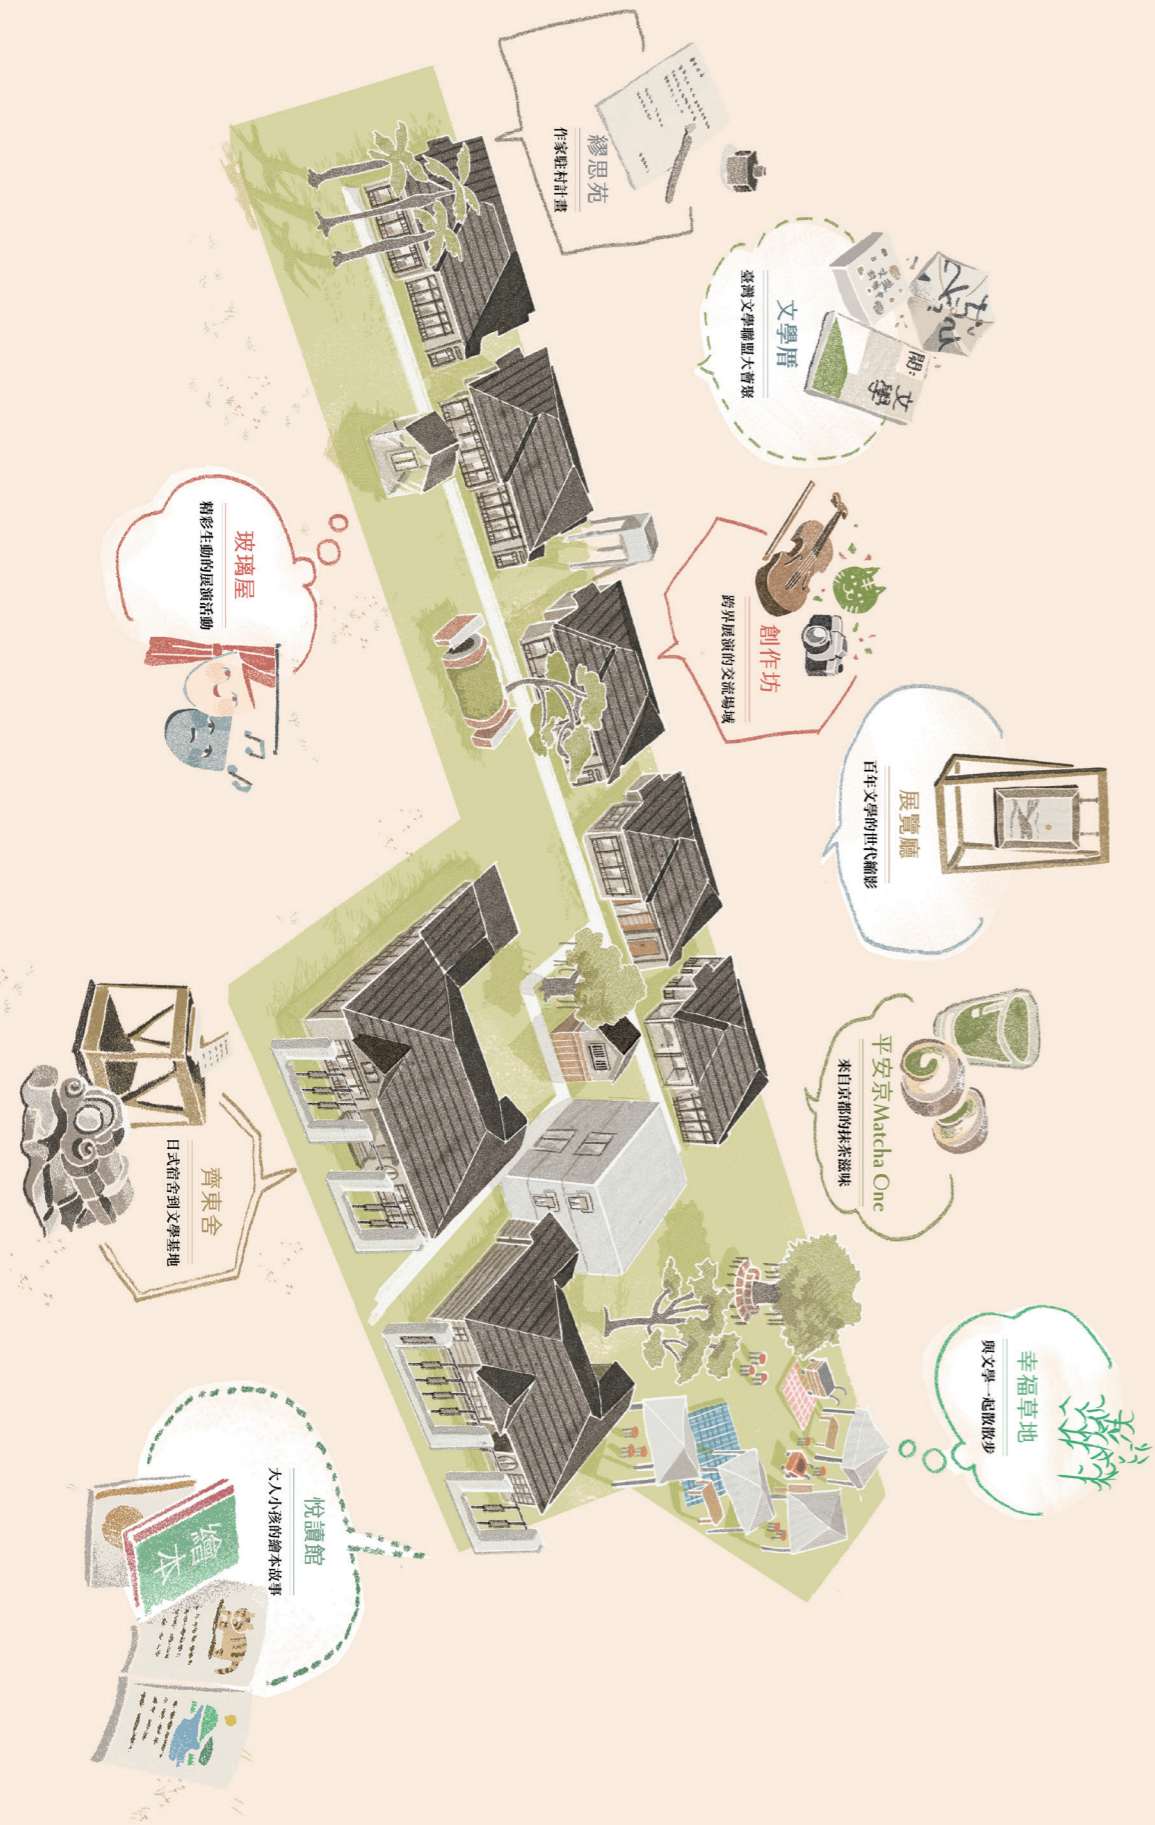 繆思苑
作家駐村計畫
閱:
文學
文學厝
臺灣文學聯盟大薈聚
創作坊
跨界展演的交流場域
展覽廳
百年文學的世代縮影
平安京Matcha One
來自京都的抹茶滋味
幸福草地
與文學一起散散步
玻璃屋
精彩生動的展演活動
齊東舍
日式宿舍到文學基地
悅讀館
大人小孩的繪本故事
繪本